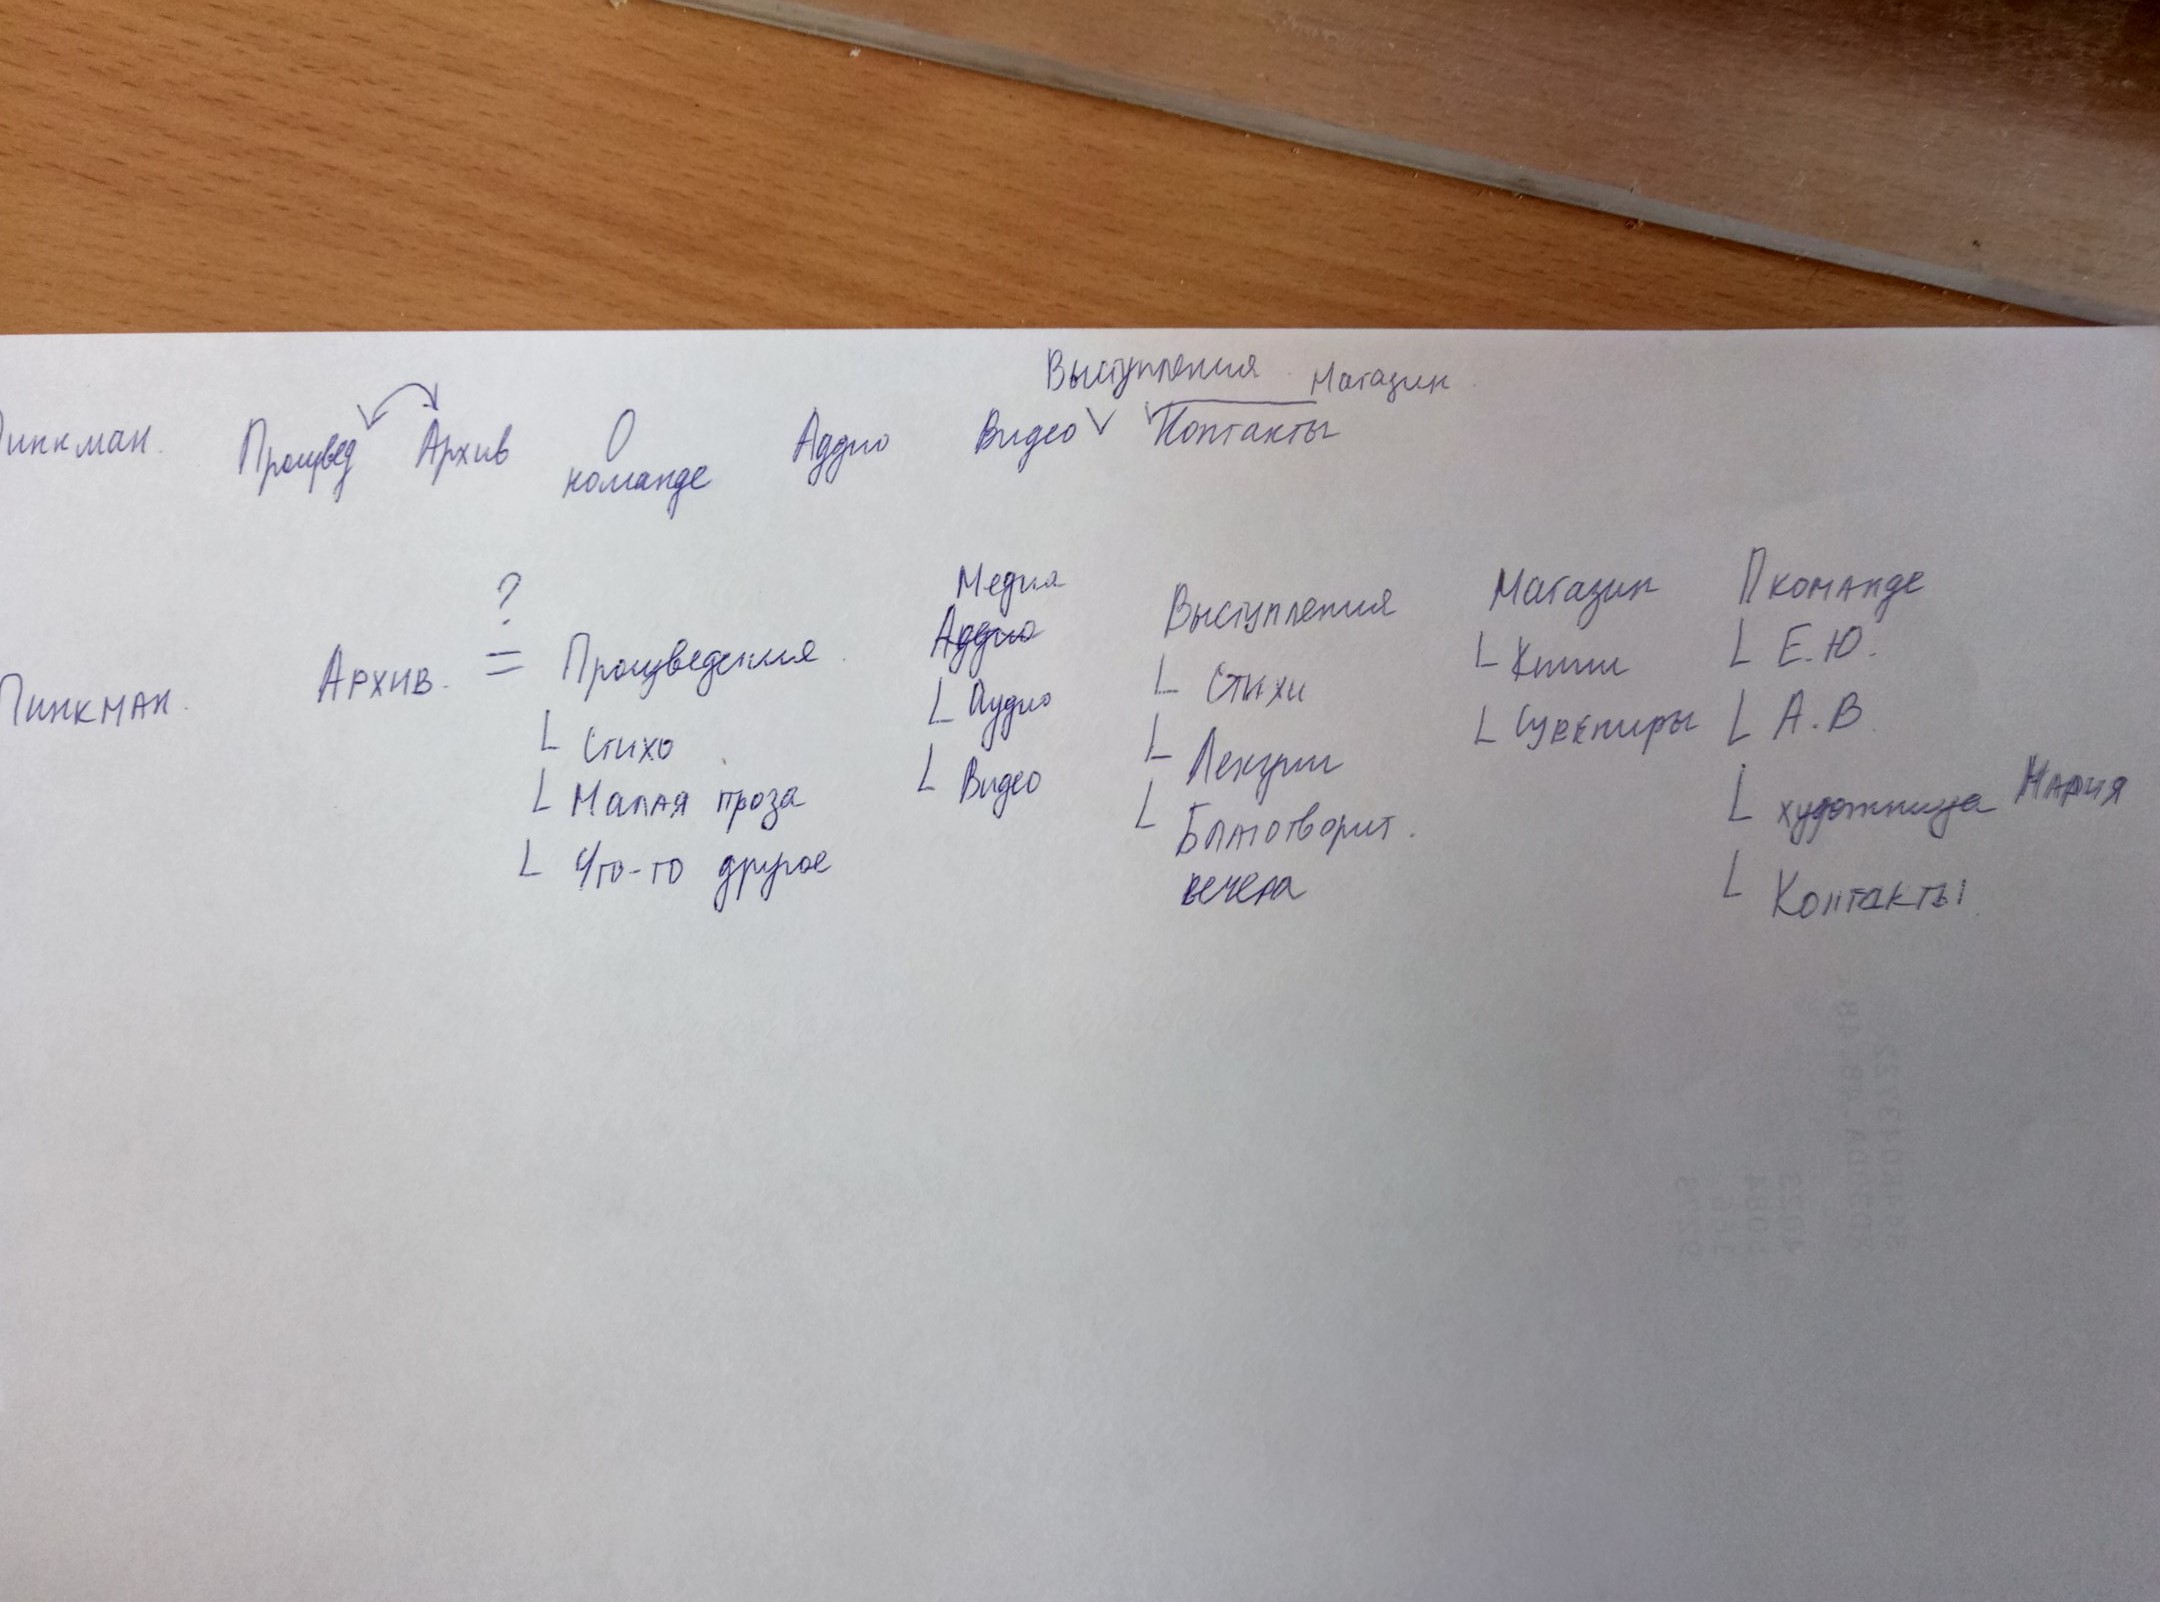 Выступления Магазин
Пинкман. Произвед Архив О команде Аудио Видео Контакты
?
Пинкман. Архив. = Произведения.
└ Стихо
└ Малая проза
└ Что-то другое
Медиа
Аудио
└ Аудио
└ Видео
Выступления
└ Стихи
└ Лекции
└ Благотворит.
вечера
Магазин
└ Книги
└ Сувениры
О команде
└ Е.Ю.
└ А.В.
└ художница Мария
└ Контакты